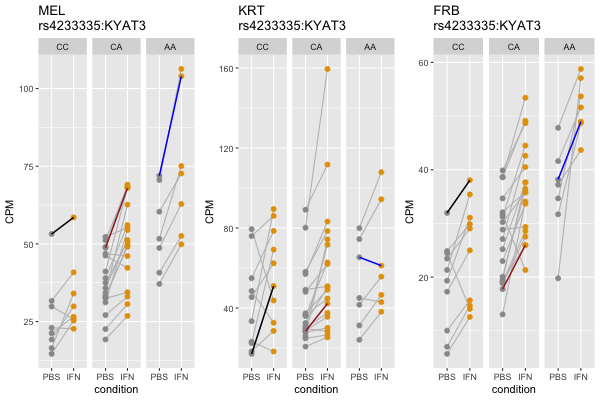 MEL
rs4233335:KYAT3
CC CA AA
100
75
50
25
CPM
PBS IFN PBS IFN PBS IFN
condition
KRT
rs4233335:KYAT3
CC CA AA
160
120
80
40
CPM
PBS IFN PBS IFN PBS IFN
condition
FRB
rs4233335:KYAT3
CC CA AA
60
40
20
CPM
PBS IFN PBS IFN PBS IFN
condition